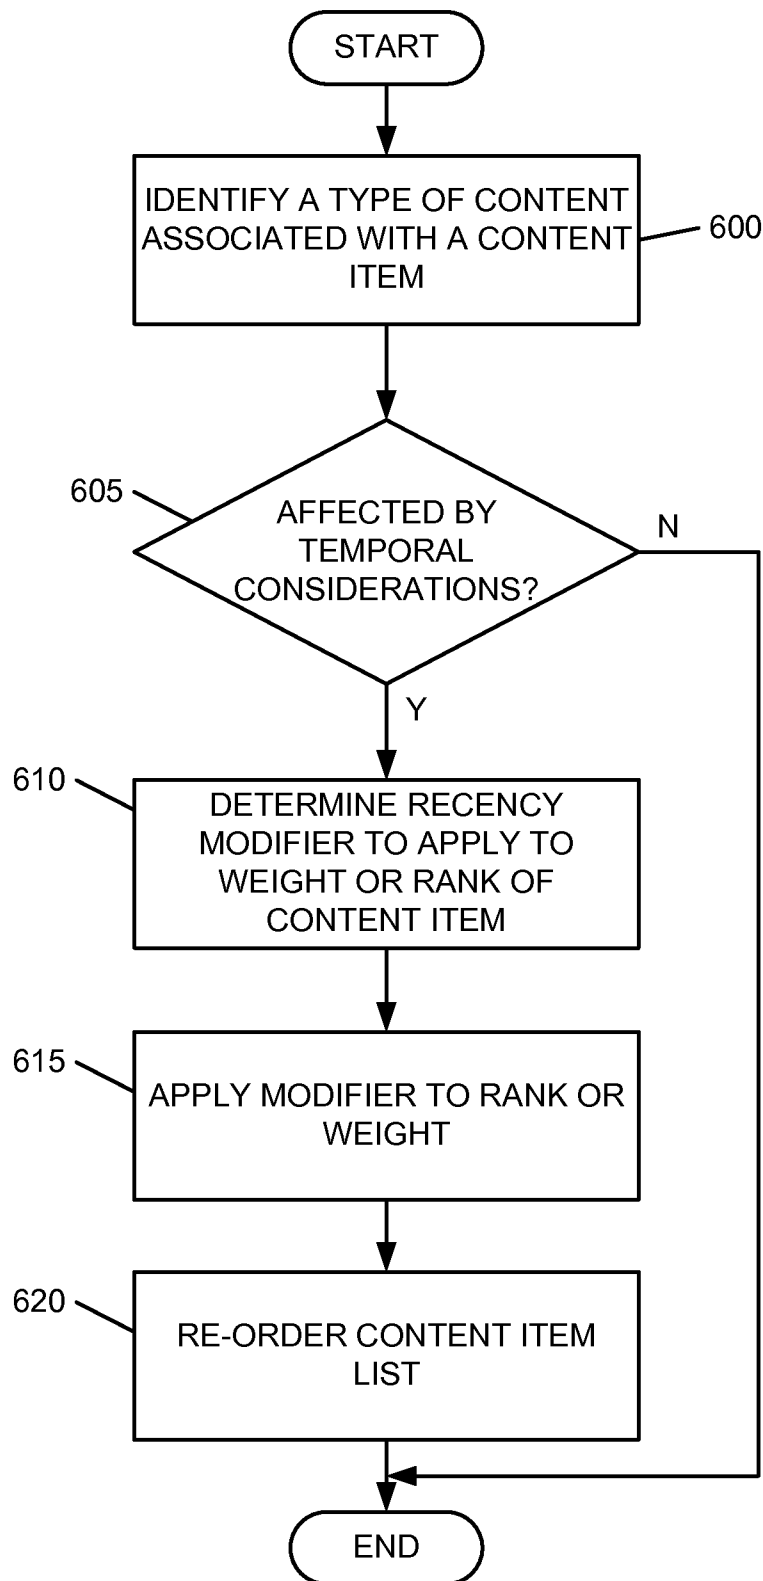 START
IDENTIFY A TYPE OF CONTENT
ASSOCIATED WITH A CONTENT
ITEM
600
605
AFFECTED BY
TEMPORAL
CONSIDERATIONS?
N
Y
610
DETERMINE RECENCY
MODIFIER TO APPLY TO
WEIGHT OR RANK OF
CONTENT ITEM
615
APPLY MODIFIER TO RANK OR
WEIGHT
620
RE-ORDER CONTENT ITEM
LIST
END